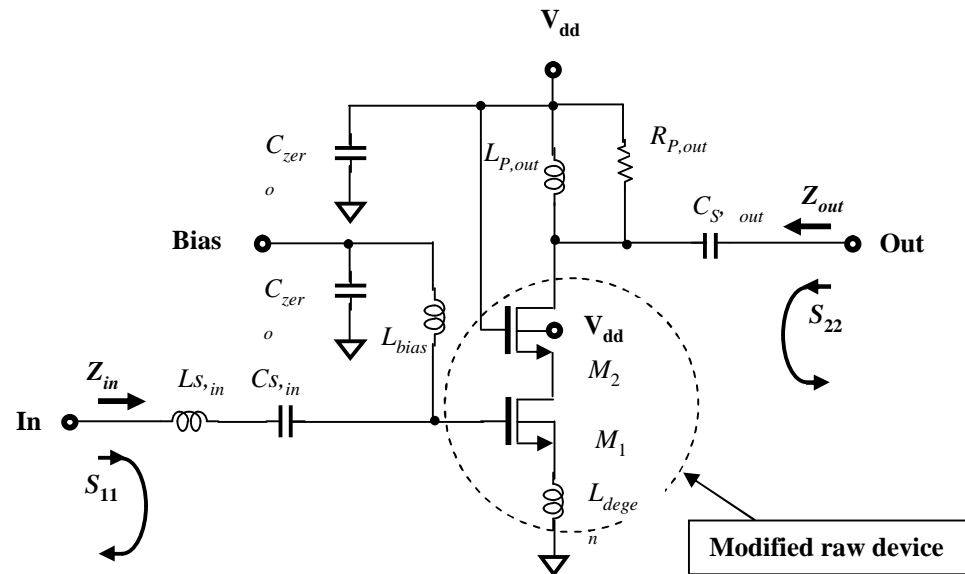 V_dd
C_zer
o
L_P,out
R_P,out
C_S, out
Z_out
Bias
Out
C_zer
o
L_bias
V_dd
S_22
Z_in
Ls,_in
Cs,_in
M_2
In
M_1
S_11
L_dege
n
Modified raw device